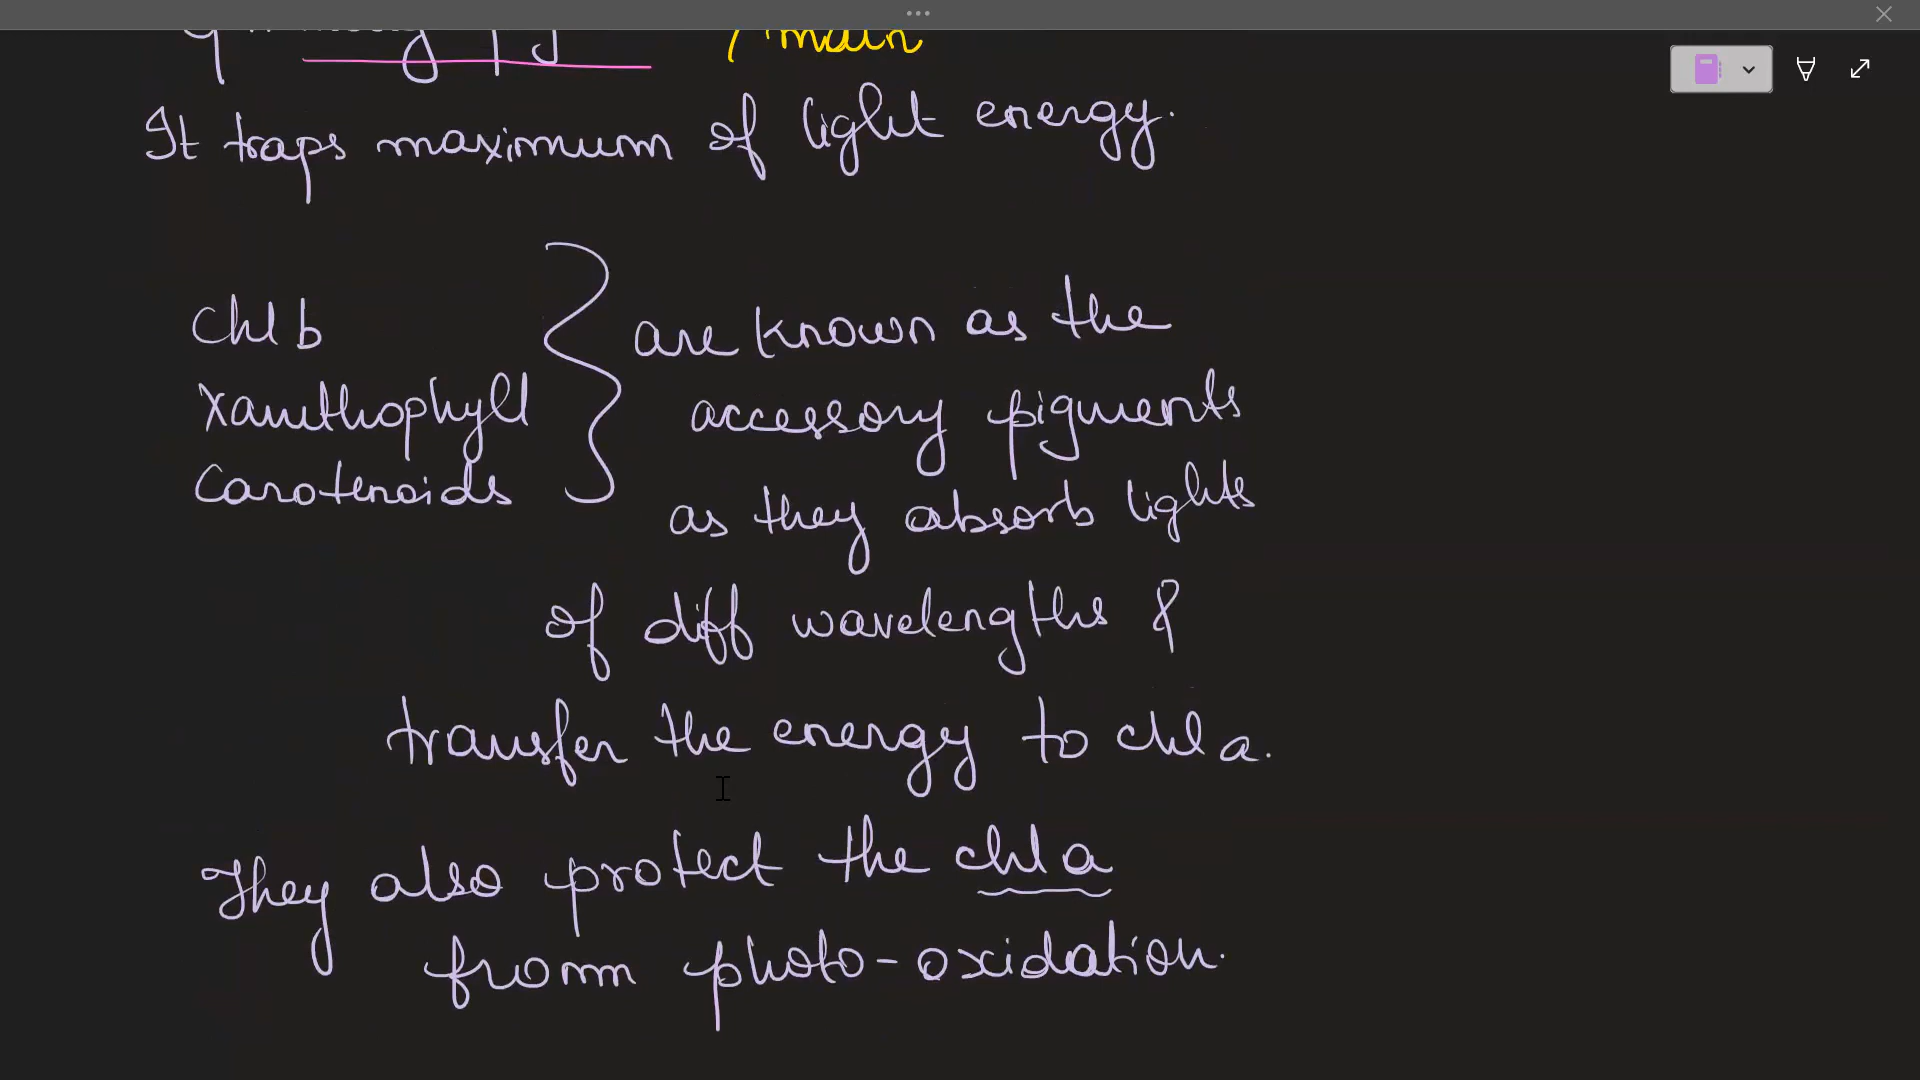 main
It traps maximum of light energy.
Chl b
Xanthophyll
Carotenoids
are known as the
accessory pigments
as they absorb lights
of diff wavelengths &
transfer the energy to chl a.
They also protect the chl a
from photo-oxidation.